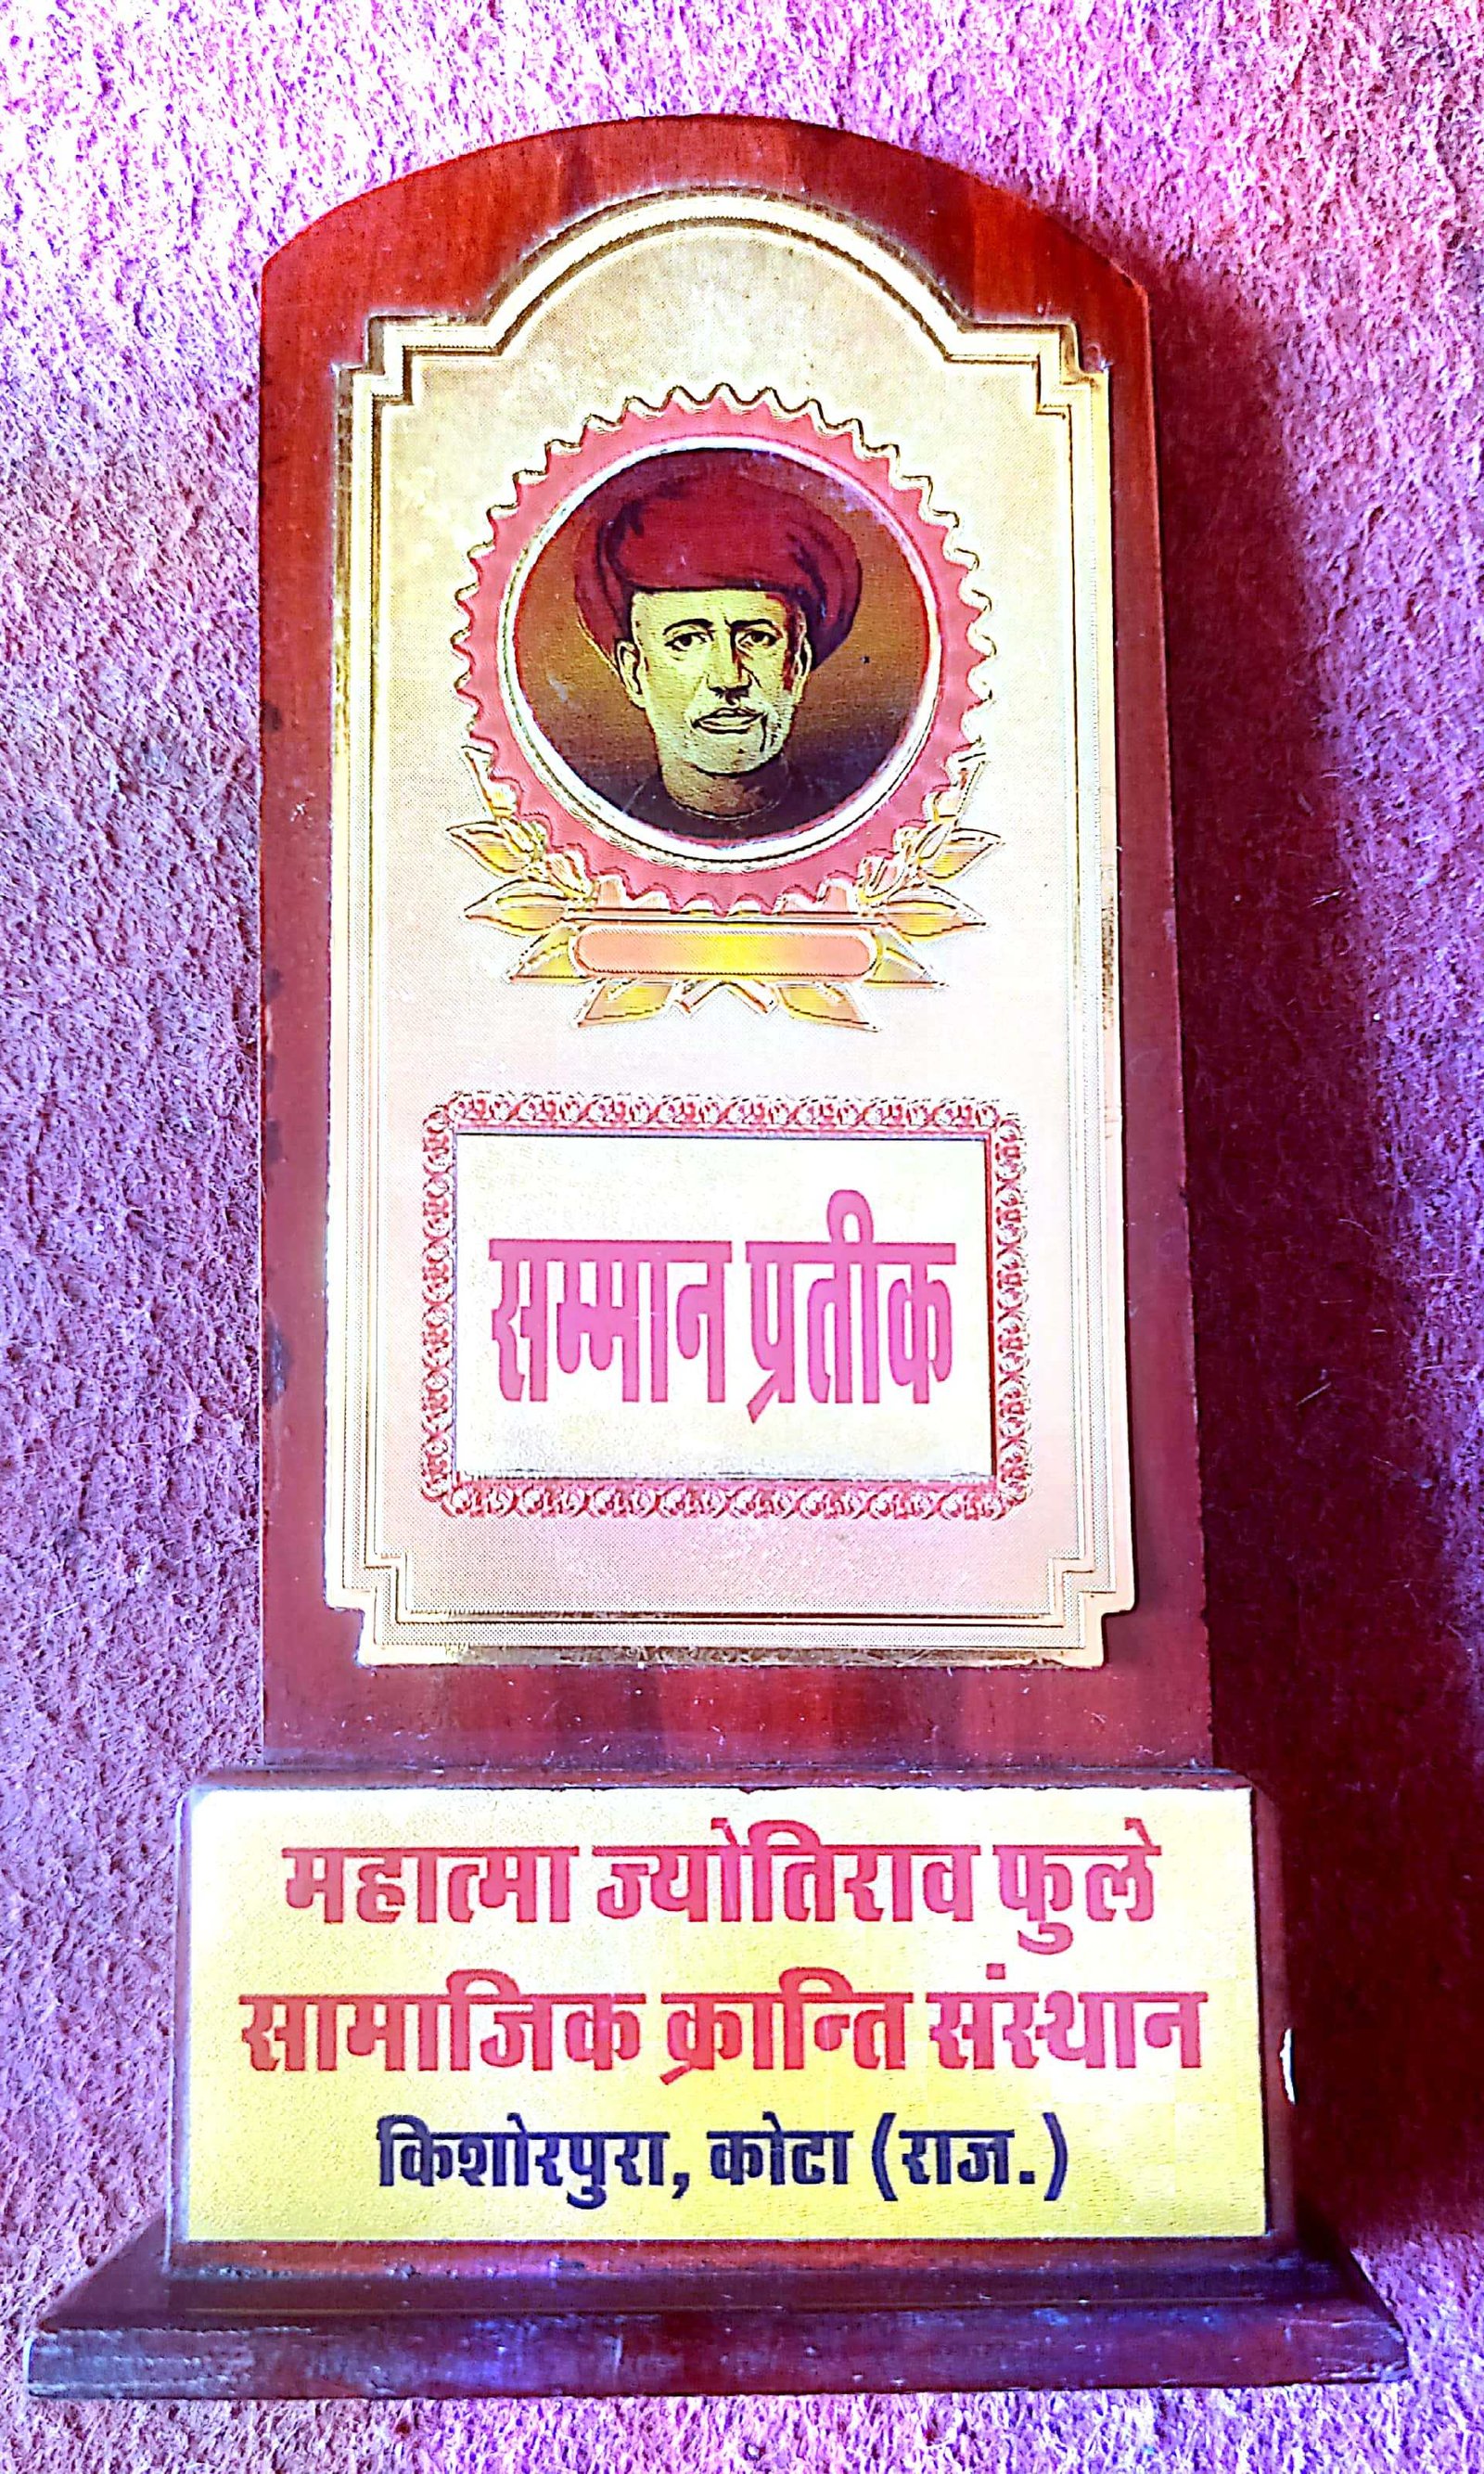 सम्मान प्रतीक
महात्मा ज्योतिराव फुले
सामाजिक क्रान्ति संस्थान
किशोरपुरा, कोटा (राज.)